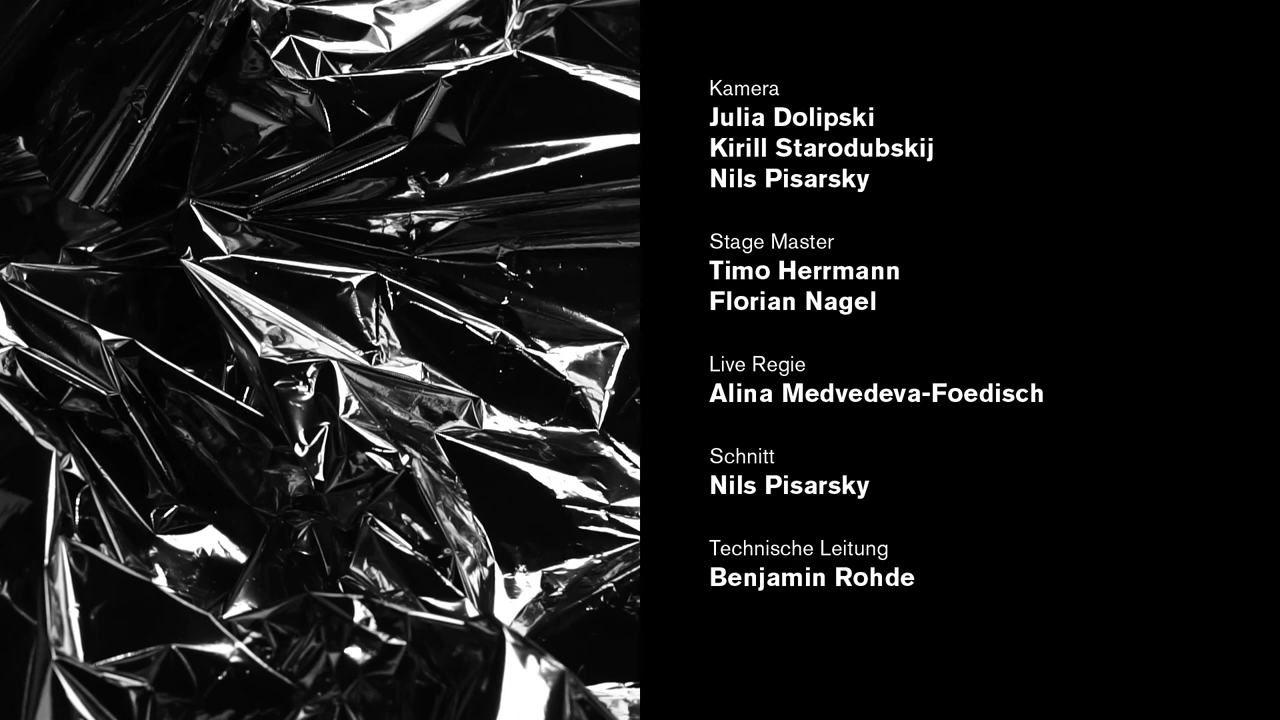 Kamera
Julia Dolipski
Kirill Starodubskij
Nils Pisarsky
Stage Master
Timo Herrmann
Florian Nagel
Live Regie
Alina Medvedeva-Foedisch
Schnitt
Nils Pisarsky
Technische Leitung
Benjamin Rohde